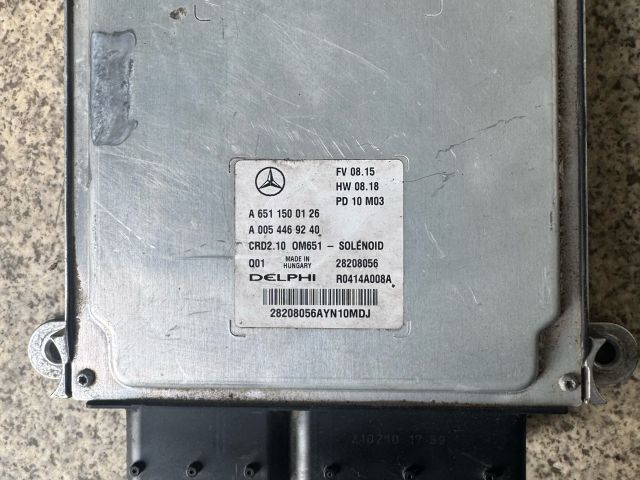 FV 08.15
HW 08.18
PD 10 M03
A 651 150 01 26
A 005 446 92 40
CRD2.10 OM651 - SOLÉNOID
Q01 MADE IN HUNGARY 28208056
DELPHI R0414A008A
28208056AYN10MDJ